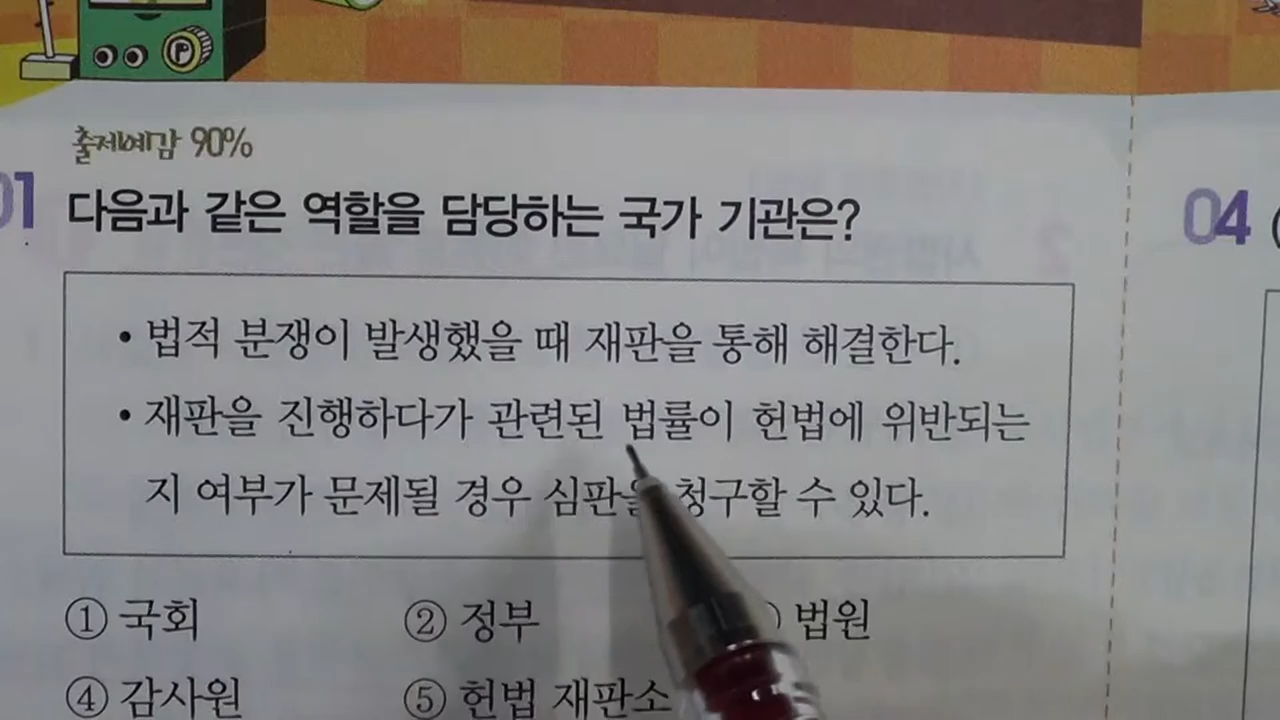 출제예감 90%
01 다음과 같은 역할을 담당하는 국가 기관은?
• 법적 분쟁이 발생했을 때 재판을 통해 해결한다.
• 재판을 진행하다가 관련된 법률이 헌법에 위반되는
지 여부가 문제될 경우 심판을 청구할 수 있다.
① 국회 ② 정부 법원
④ 감사원 ⑤ 헌법 재판소
04
P